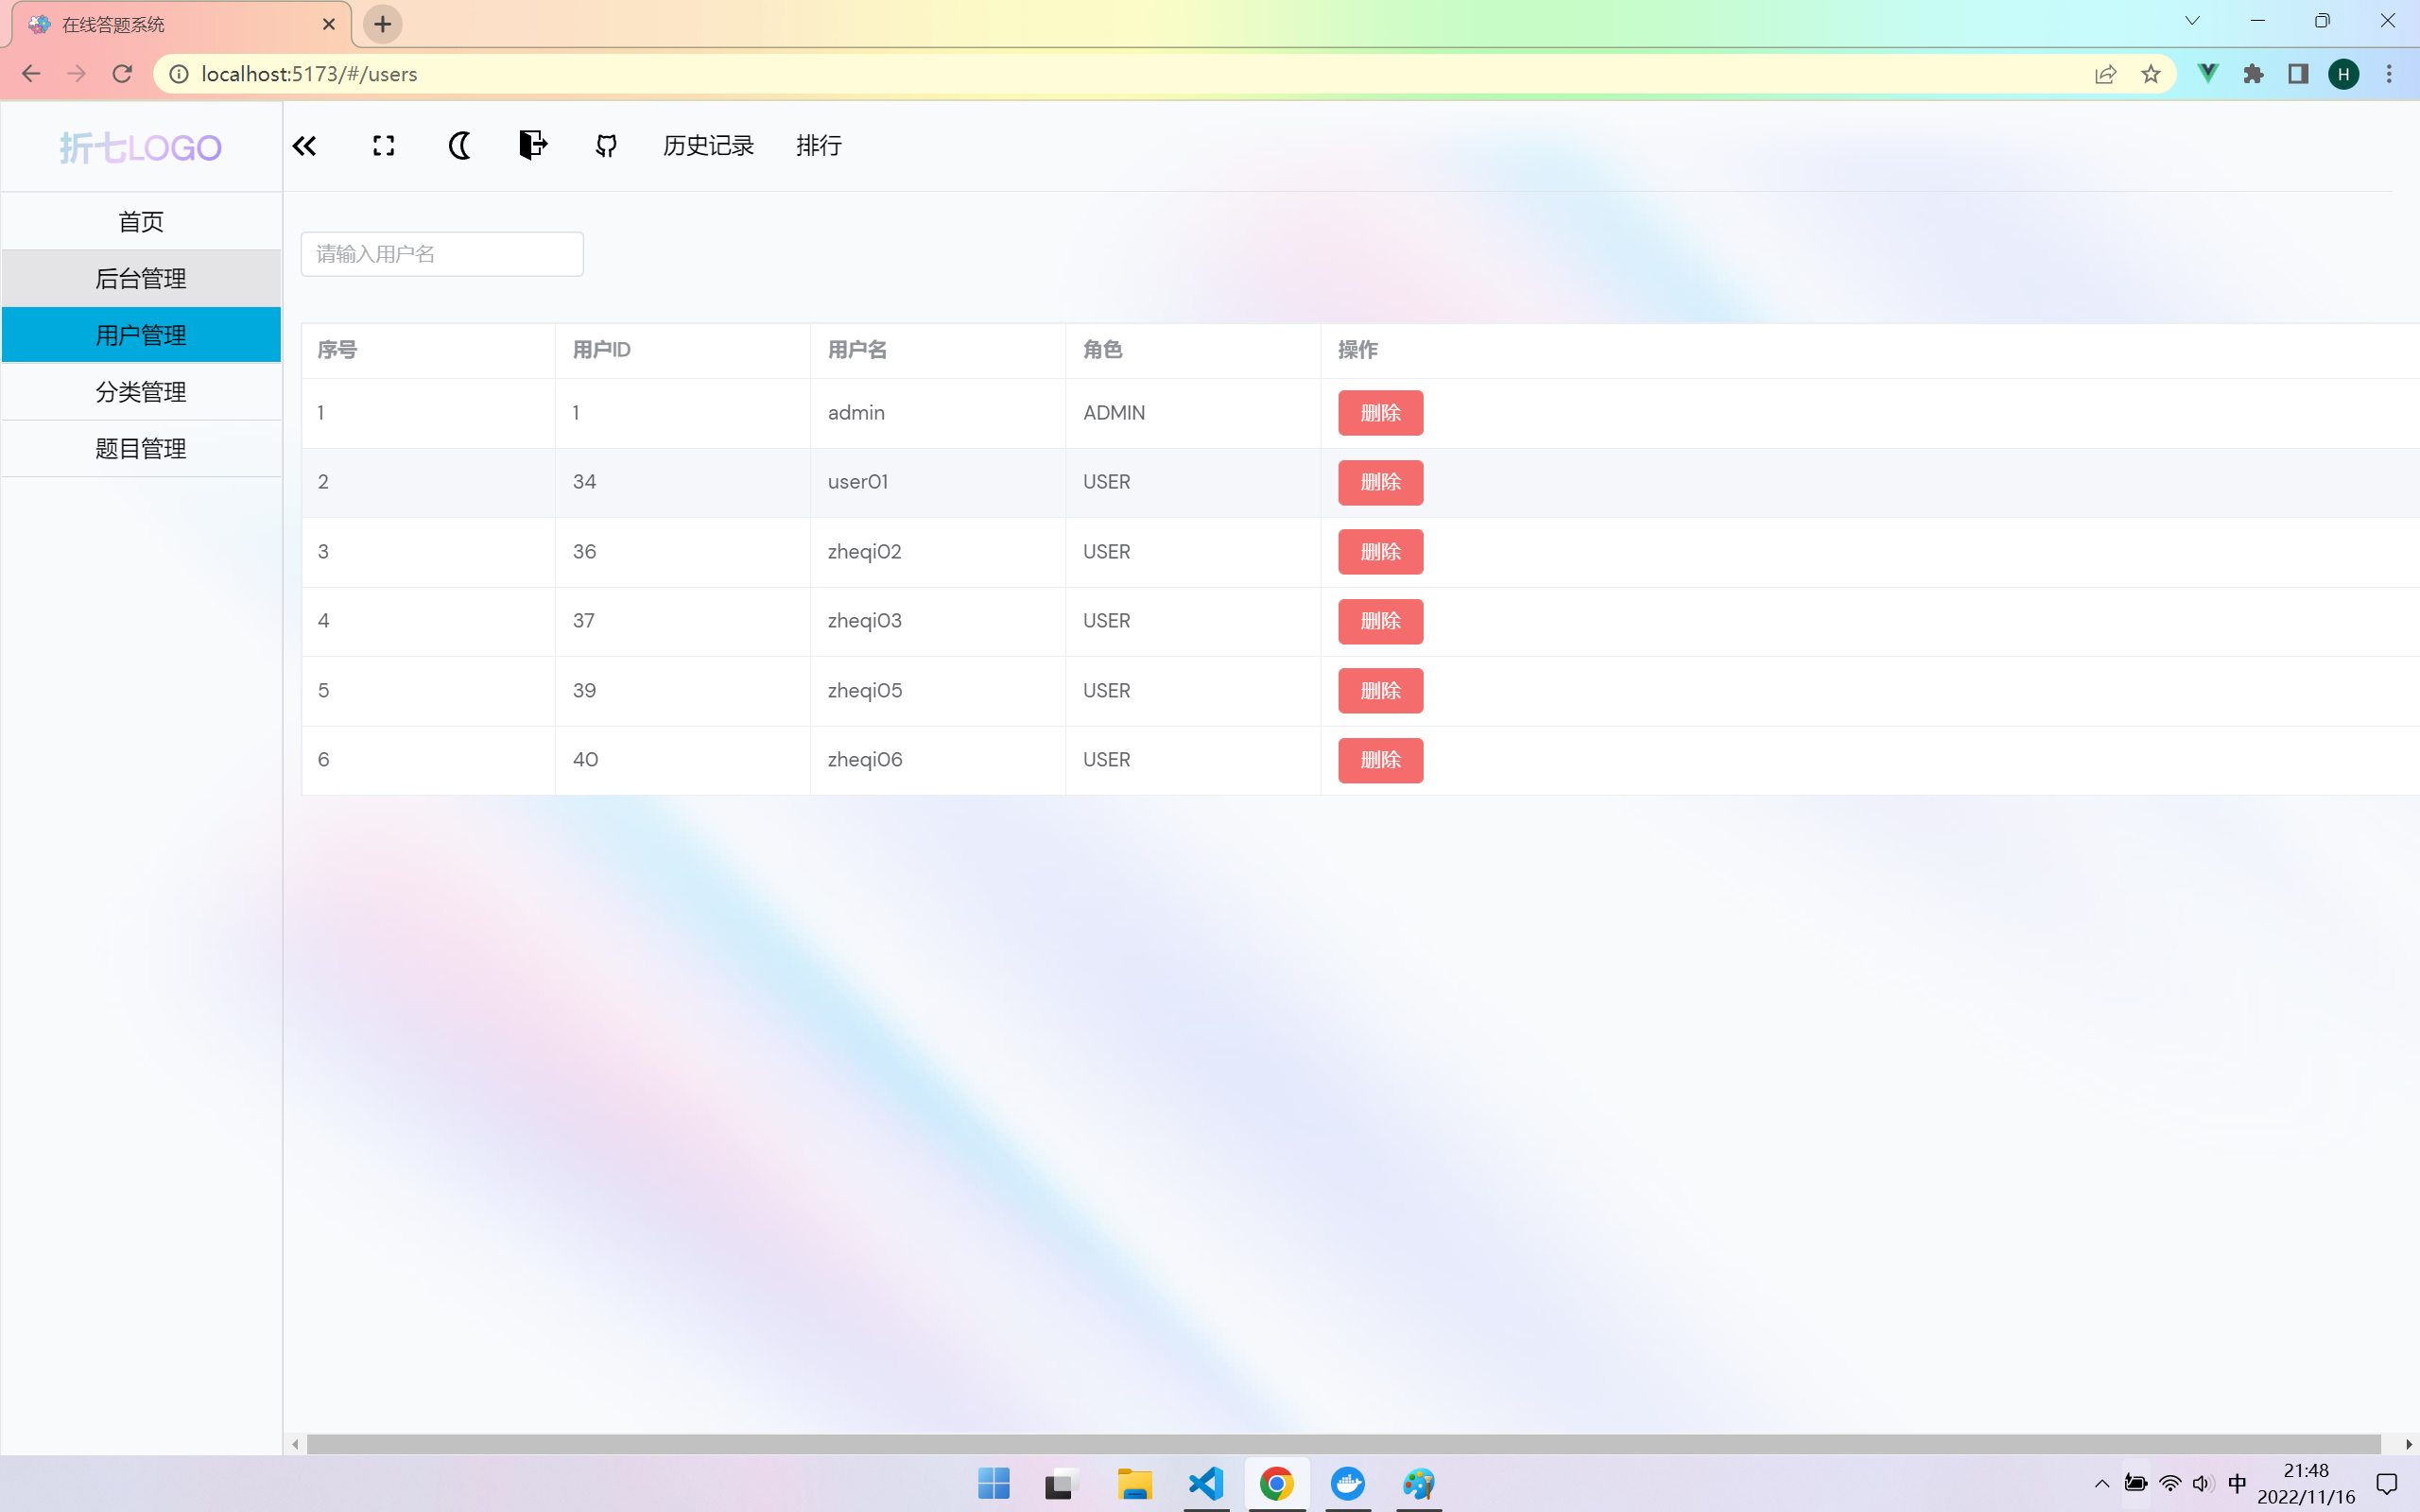 在线答题系统
localhost:5173/#/users
H
折七LOGO
历史记录
排行
首页
后台管理
用户管理
分类管理
题目管理
请输入用户名
序号 用户ID 用户名 角色 操作
1 1 admin ADMIN 删除
2 34 user01 USER 删除
3 36 zheqi02 USER 删除
4 37 zheqi03 USER 删除
5 39 zheqi05 USER 删除
6 40 zheqi06 USER 删除
中
21:48
2022/11/16